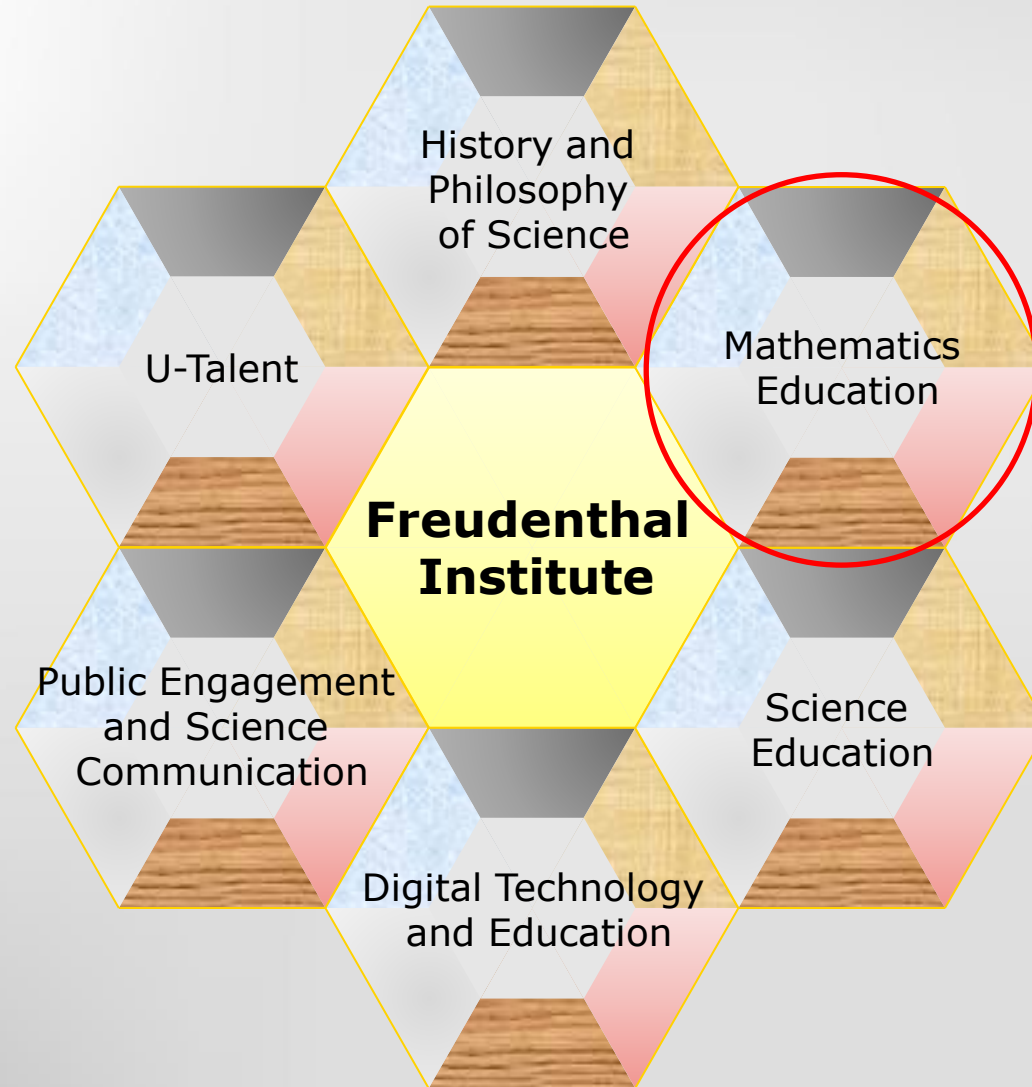 History and
Philosophy
of Science
Mathematics
Education
U-Talent
Freudenthal
Institute
Public Engagement
and Science
Communication
Science
Education
Digital Technology
and Education